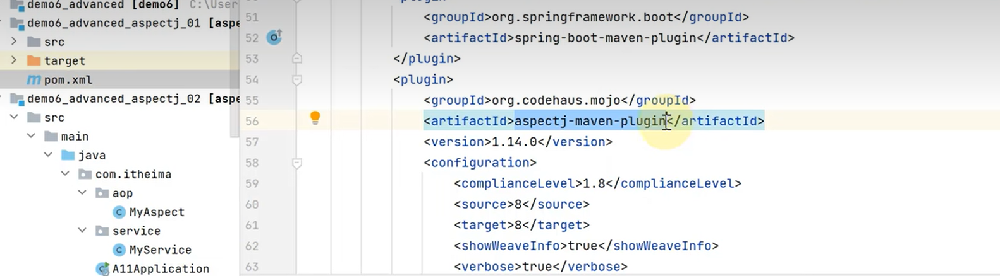 demo6_advanced [demo6] C:\User
demo6_advanced_aspectj_01 [aspe
src
target
pom.xml
demo6_advanced_aspectj_02 [aspe
src
main
java
com.itheima
aop
MyAspect
service
MyService
A11Application
51 <groupId>org.springframework.boot</groupId>
52 <artifactId>spring-boot-maven-plugin</artifactId>
53 </plugin>
54 <plugin>
55 <groupId>org.codehaus.mojo</groupId>
56 <artifactId>aspectj-maven-plugin</artifactId>
57 <version>1.14.0</version>
58 <configuration>
59 <complianceLevel>1.8</complianceLevel>
60 <source>8</source>
61 <target>8</target>
62 <showWeaveInfo>true</showWeaveInfo>
63 <verbose>true</verbose>